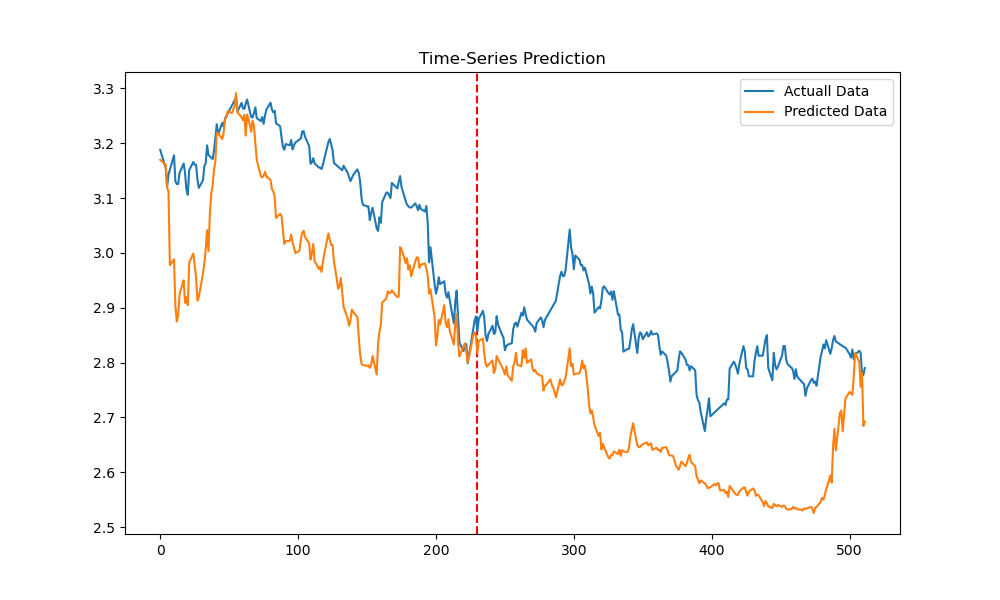 Time-Series Prediction
Actuall Data
Predicted Data
3.3
3.2
3.1
3.0
2.9
2.8
2.7
2.6
2.5
0 100 200 300 400 500